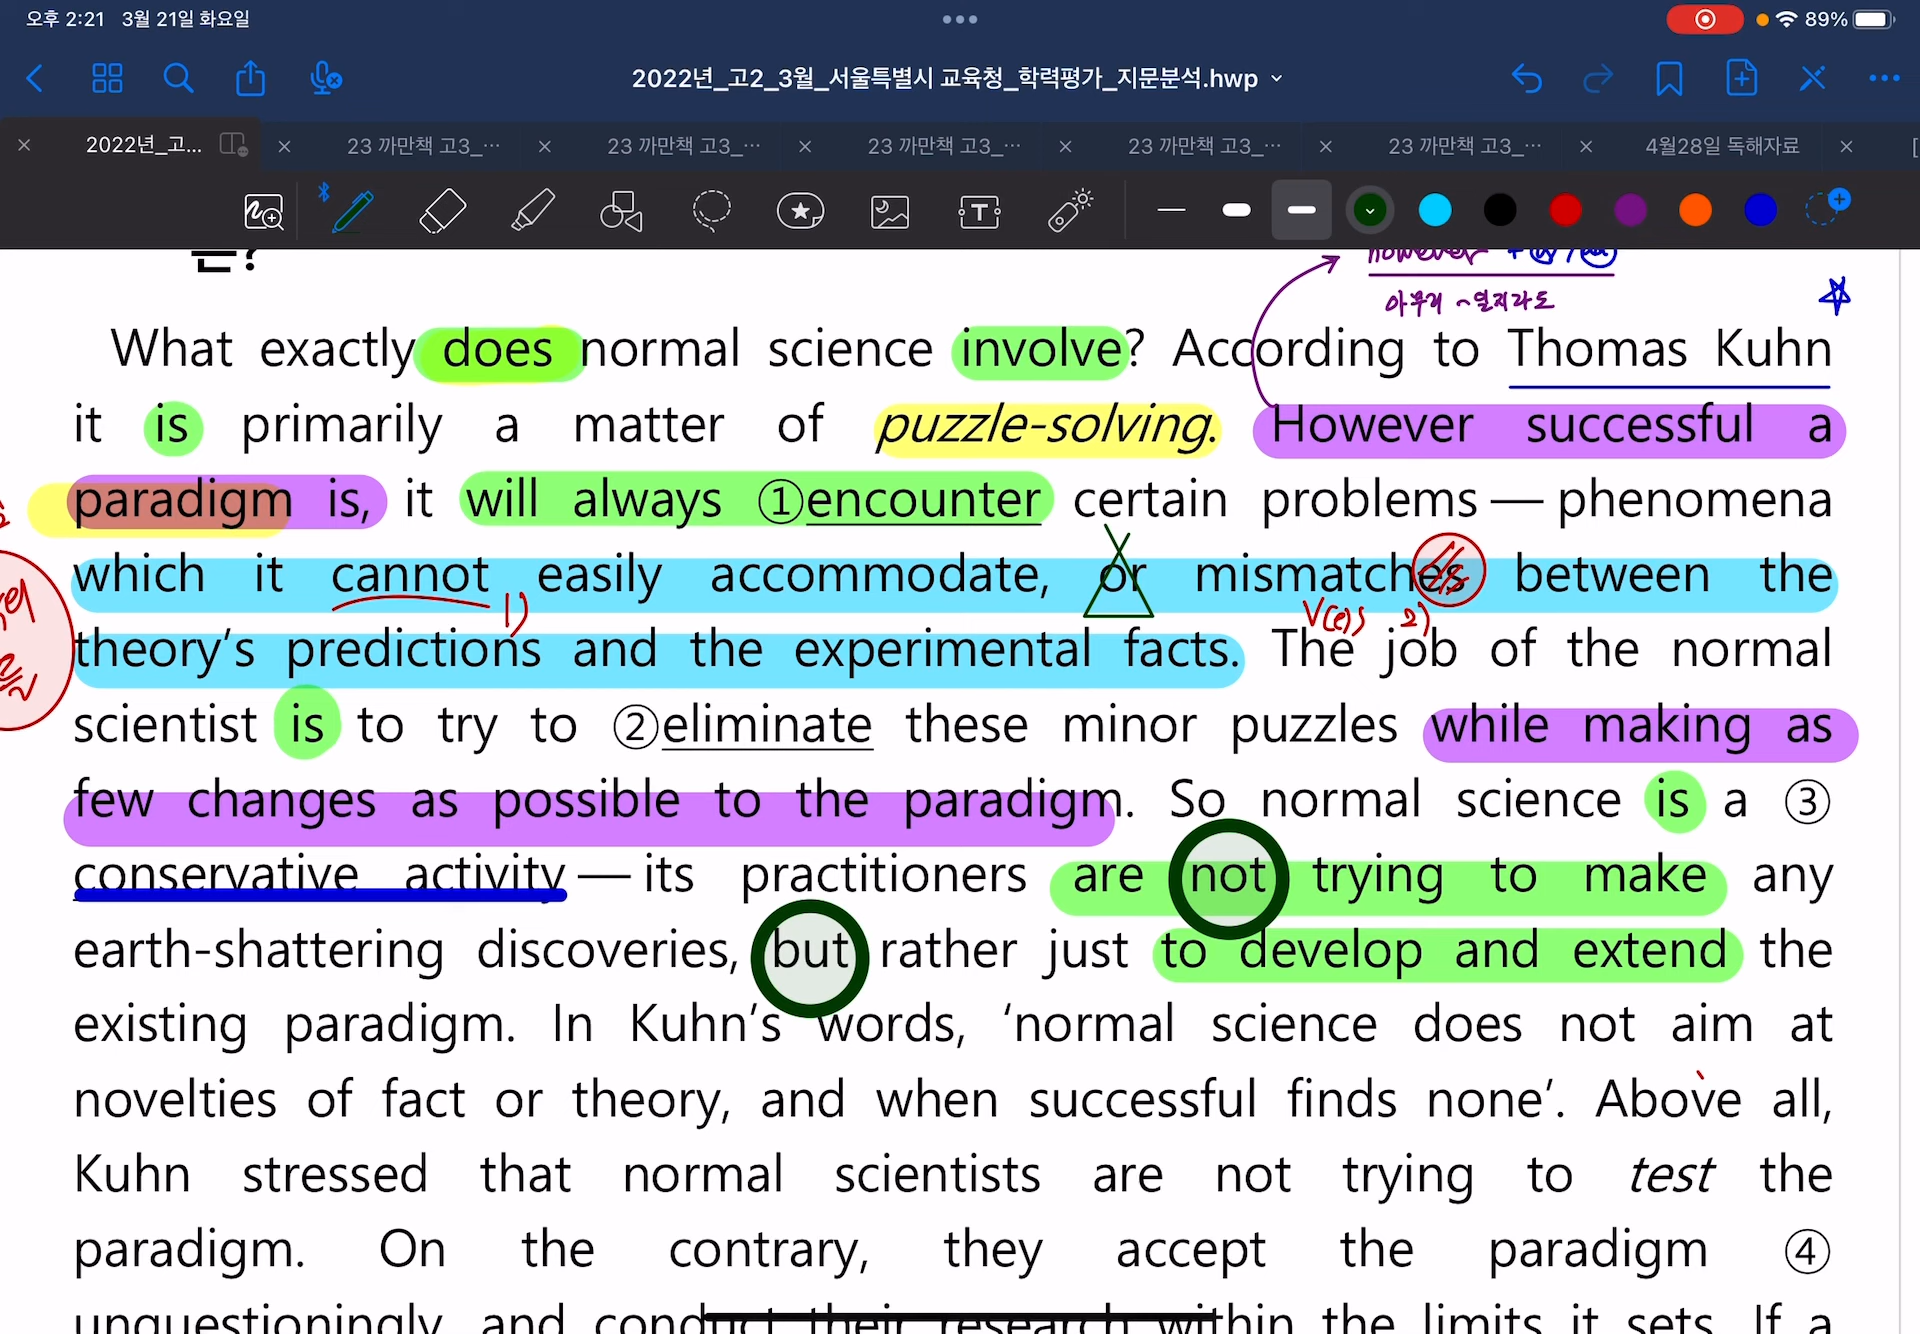 오후 2:21 3월 21일 화요일
89%
2022년_고2_3월_서울특별시 교육청_학력평가_지문분석.hwp
2022년_고... 23 까만책 고3_... 23 까만책 고3_... 23 까만책 고3_... 23 까만책 고3_... 23 까만책 고3_... 4월28일 독해자료
은?
However +
아무리 ~일지라도
What exactly does normal science involve? According to Thomas Kuhn
it is primarily a matter of puzzle-solving. However successful a
paradigm is, it will always ①encounter certain problems — phenomena
which it cannot easily accommodate, or mismatches between the
1) V(e)s 2)
theory's predictions and the experimental facts. The job of the normal
scientist is to try to ②eliminate these minor puzzles while making as
few changes as possible to the paradigm. So normal science is a ③
conservative activity — its practitioners are not trying to make any
earth-shattering discoveries, but rather just to develop and extend the
existing paradigm. In Kuhn's words, 'normal science does not aim at
novelties of fact or theory, and when successful finds none'. Above all,
Kuhn stressed that normal scientists are not trying to test the
paradigm. On the contrary, they accept the paradigm ④
unquestioningly, and conduct their research within the limits it sets. If a